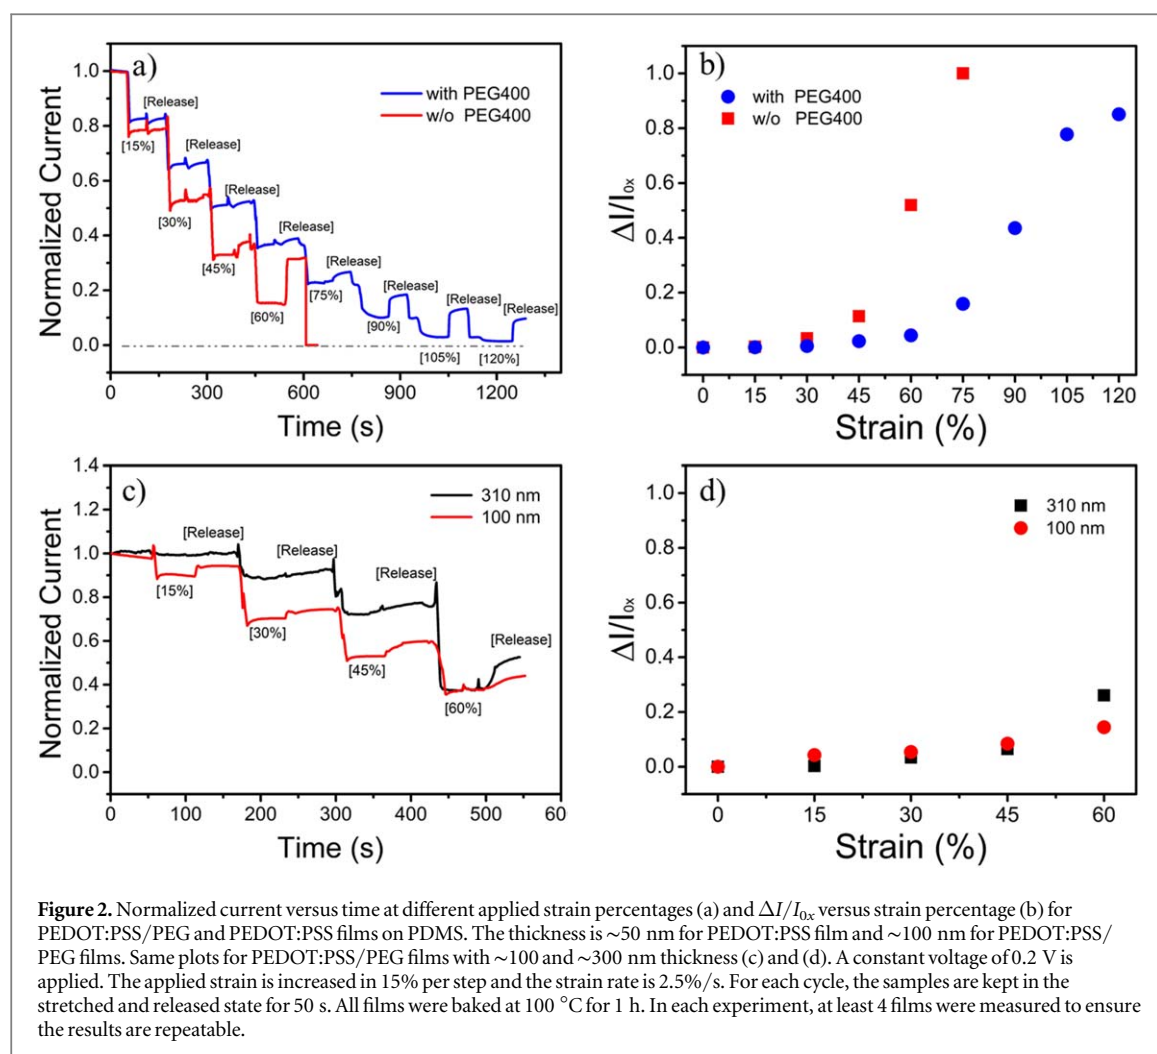 a)
with PEG400
w/o PEG400
[Release]
[15%]
[Release]
[30%]
[Release]
[45%]
[Release]
[60%]
[Release]
[75%]
[Release]
[90%]
[Release]
[105%]
[Release]
[120%]
1.0
0.8
0.6
0.4
0.2
0.0
Normalized Current
0 300 600 900 1200
Time (s)
b)
with PEG400
w/o PEG400
1.0
0.8
0.6
0.4
0.2
0.0
ΔI/I0x
0 15 30 45 60 75 90 105 120
Strain (%)
c)
310 nm
100 nm
[Release]
[15%]
[Release]
[30%]
[Release]
[45%]
[Release]
[60%]
1.4
1.2
1.0
0.8
0.6
0.4
0.2
0.0
Normalized Current
0 100 200 300 400 500 60
Time (s)
d)
310 nm
100 nm
1.0
0.8
0.6
0.4
0.2
0.0
ΔI/I0x
0 15 30 45 60
Strain (%)
Figure 2. Normalized current versus time at different applied strain percentages (a) and ΔI/I0x versus strain percentage (b) for
PEDOT:PSS/PEG and PEDOT:PSS films on PDMS. The thickness is ~50 nm for PEDOT:PSS film and ~100 nm for PEDOT:PSS/
PEG films. Same plots for PEDOT:PSS/PEG films with ~100 and ~300 nm thickness (c) and (d). A constant voltage of 0.2 V is
applied. The applied strain is increased in 15% per step and the strain rate is 2.5%/s. For each cycle, the samples are kept in the
stretched and released state for 50 s. All films were baked at 100 °C for 1 h. In each experiment, at least 4 films were measured to ensure
the results are repeatable.